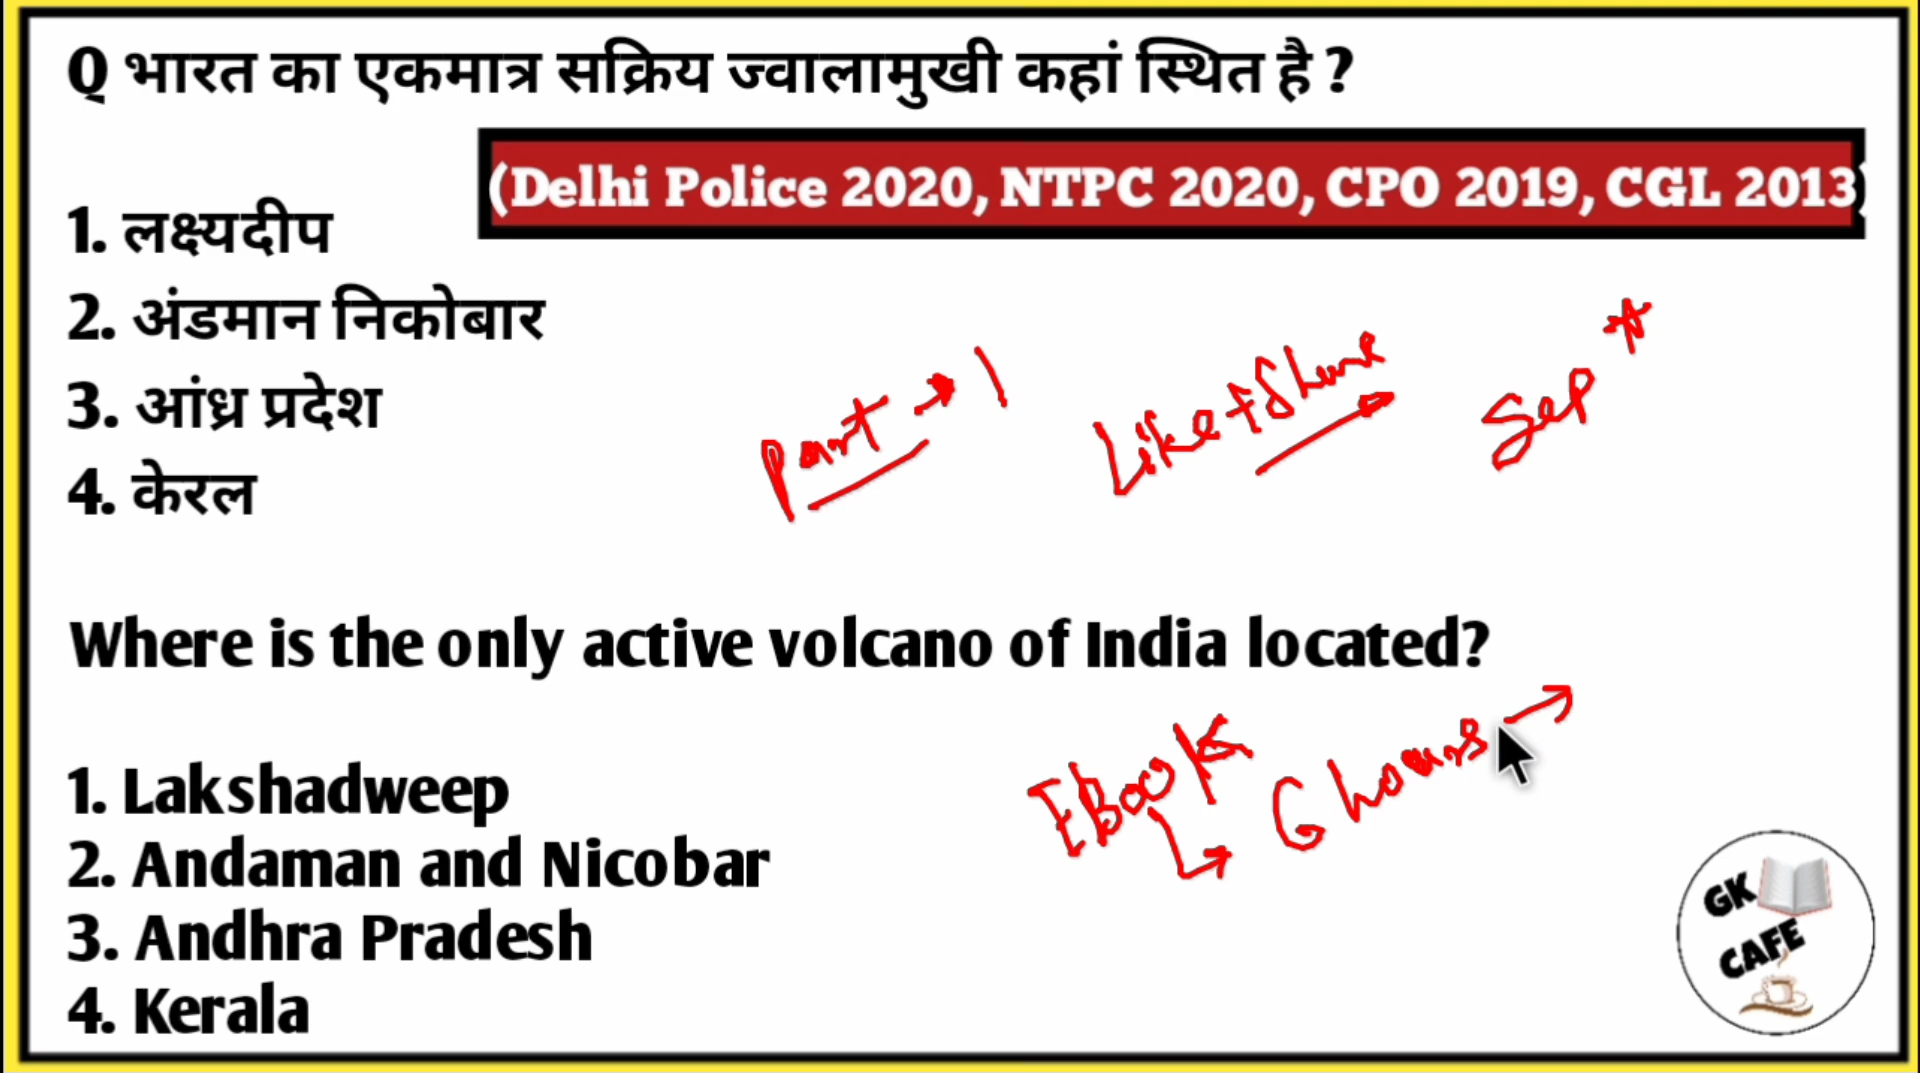 Q भारत का एकमात्र सक्रिय ज्वालामुखी कहां स्थित है ?
(Delhi Police 2020, NTPC 2020, CPO 2019, CGL 2013)
1. लक्ष्यदीप
2. अंडमान निकोबार
3. आंध्र प्रदेश
4. केरल
Part → 1
Like + Share
Sep *
Where is the only active volcano of India located?
EBook
hours →
1. Lakshadweep
2. Andaman and Nicobar
3. Andhra Pradesh
4. Kerala
GK
CAFE